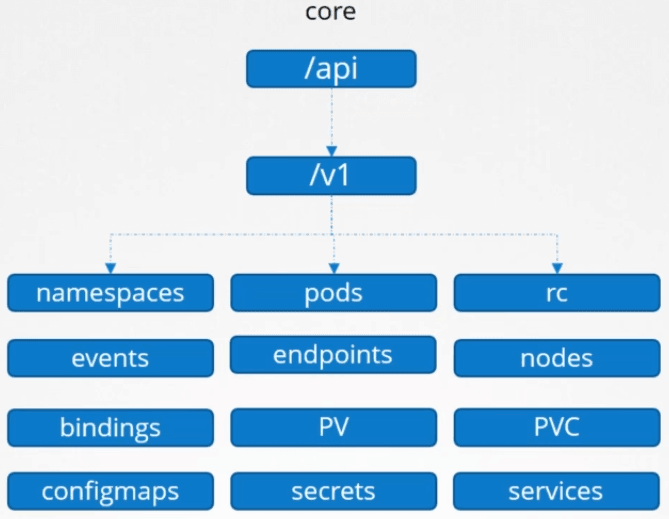 core
/api
/v1
namespaces pods rc
events endpoints nodes
bindings PV PVC
configmaps secrets services